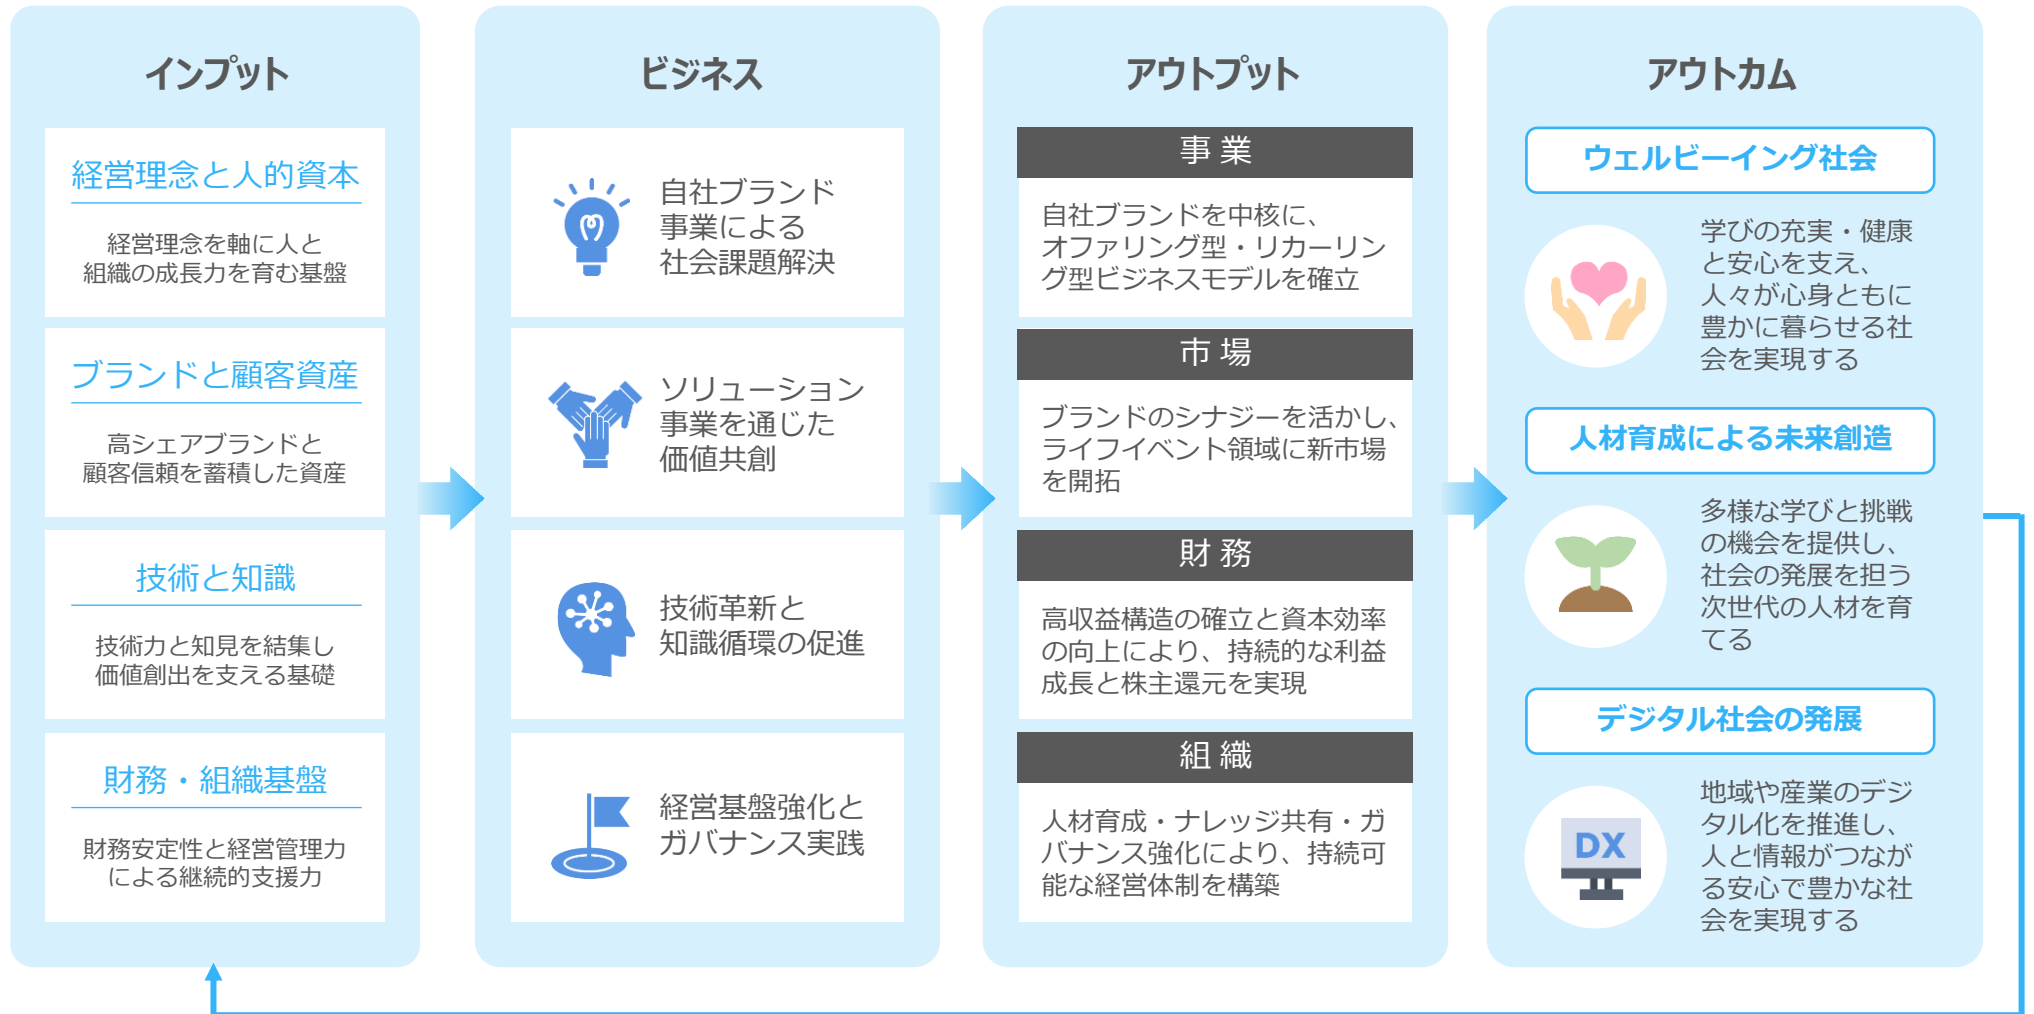 インプット
経営理念と人的資本
経営理念を軸に人と
組織の成長力を育む基盤
ブランドと顧客資産
高シェアブランドと
顧客信頼を蓄積した資産
技術と知識
技術力と知見を結集し
価値創出を支える基礎
財務・組織基盤
財務安定性と経営管理力
による継続的支援力
ビジネス
自社ブランド
事業による
社会課題解決
ソリューション
事業を通じた
価値共創
技術革新と
知識循環の促進
経営基盤強化と
ガバナンス実践
アウトプット
事業
自社ブランドを中核に、
オファリング型・リカーリン
グ型ビジネスモデルを確立
市場
ブランドのシナジーを活かし、
ライフイベント領域に新市場
を開拓
財務
高収益構造の確立と資本効率
の向上により、持続的な利益
成長と株主還元を実現
組織
人材育成・ナレッジ共有・ガ
バナンス強化により、持続可
能な経営体制を構築
アウトカム
ウェルビーイング社会
学びの充実・健康
と安心を支え、
人々が心身ともに
豊かに暮らせる社
会を実現する
人材育成による未来創造
多様な学びと挑戦
の機会を提供し、
社会の発展を担う
次世代の人材を育
てる
デジタル社会の発展
DX
地域や産業のデジ
タル化を推進し、
人と情報がつなが
る安心で豊かな社
会を実現する